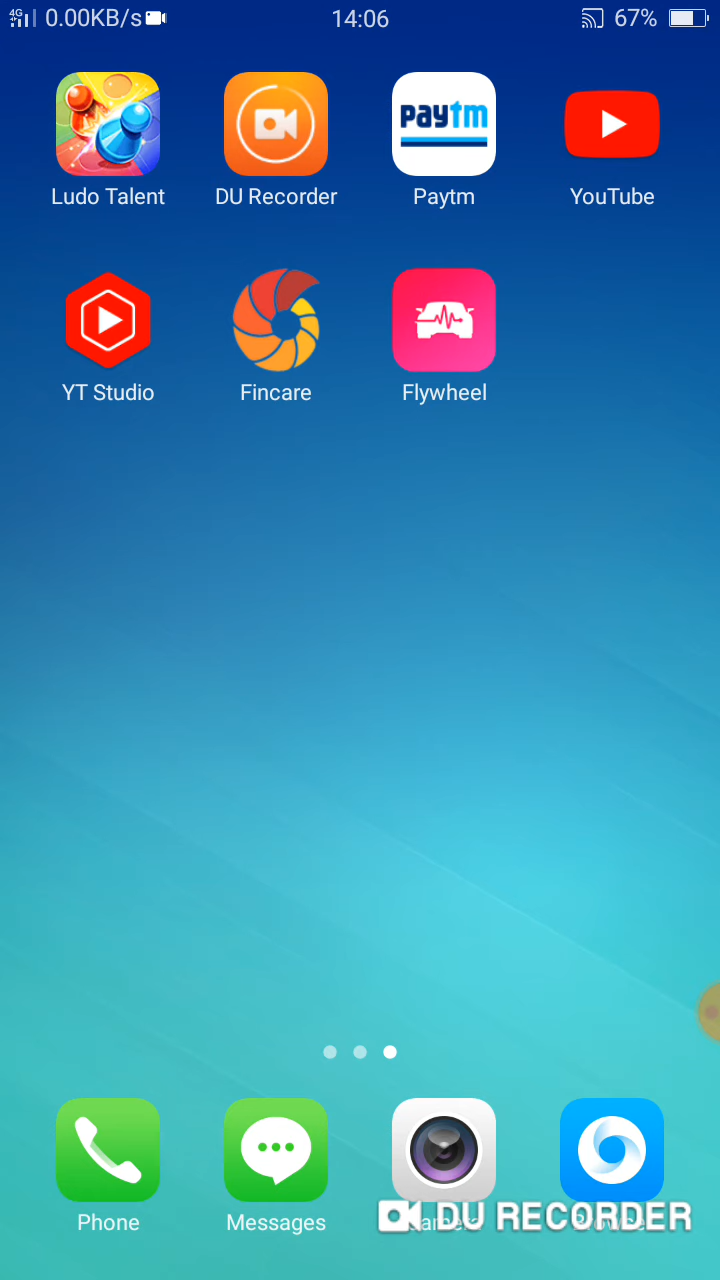 4G 0.00KB/s 14:06 67%
paytm
Ludo Talent DU Recorder Paytm YouTube
YT Studio Fincare Flywheel
Phone Messages
DU RECORDER